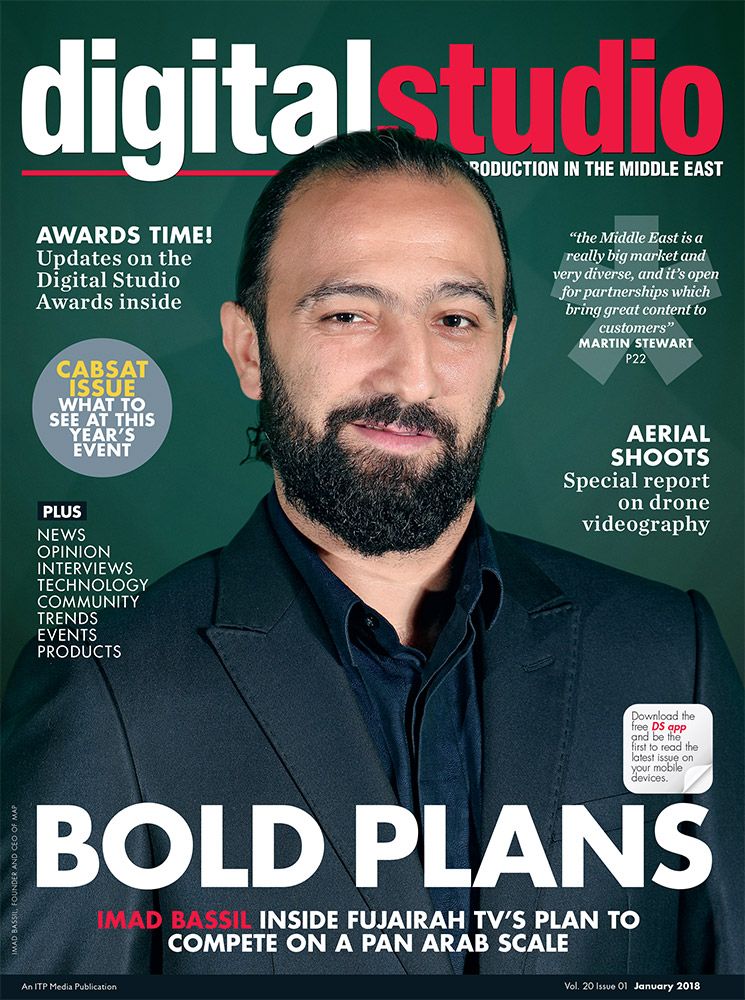 digitalstudio
RODUCTION IN THE MIDDLE EAST
AWARDS TIME!
Updates on the
Digital Studio
Awards inside
“the Middle East is a
really big market and
very diverse, and it’s open
for partnerships which
bring great content to
customers”
MARTIN STEWART
P22
CABSAT
ISSUE
WHAT TO
SEE AT THIS
YEAR’S
EVENT
AERIAL
SHOOTS
Special report
on drone
videography
PLUS
NEWS
OPINION
INTERVIEWS
TECHNOLOGY
COMMUNITY
TRENDS
EVENTS
PRODUCTS
Download the
free DS app
and be the
first to read the
latest issue on
your mobile
devices.
IMAD BASSIL, FOUNDER AND CEO OF MAP
BOLD PLANS
IMAD BASSIL INSIDE FUJAIRAH TV’S PLAN TO
COMPETE ON A PAN ARAB SCALE
An ITP Media Publication
Vol. 20 Issue 01 January 2018